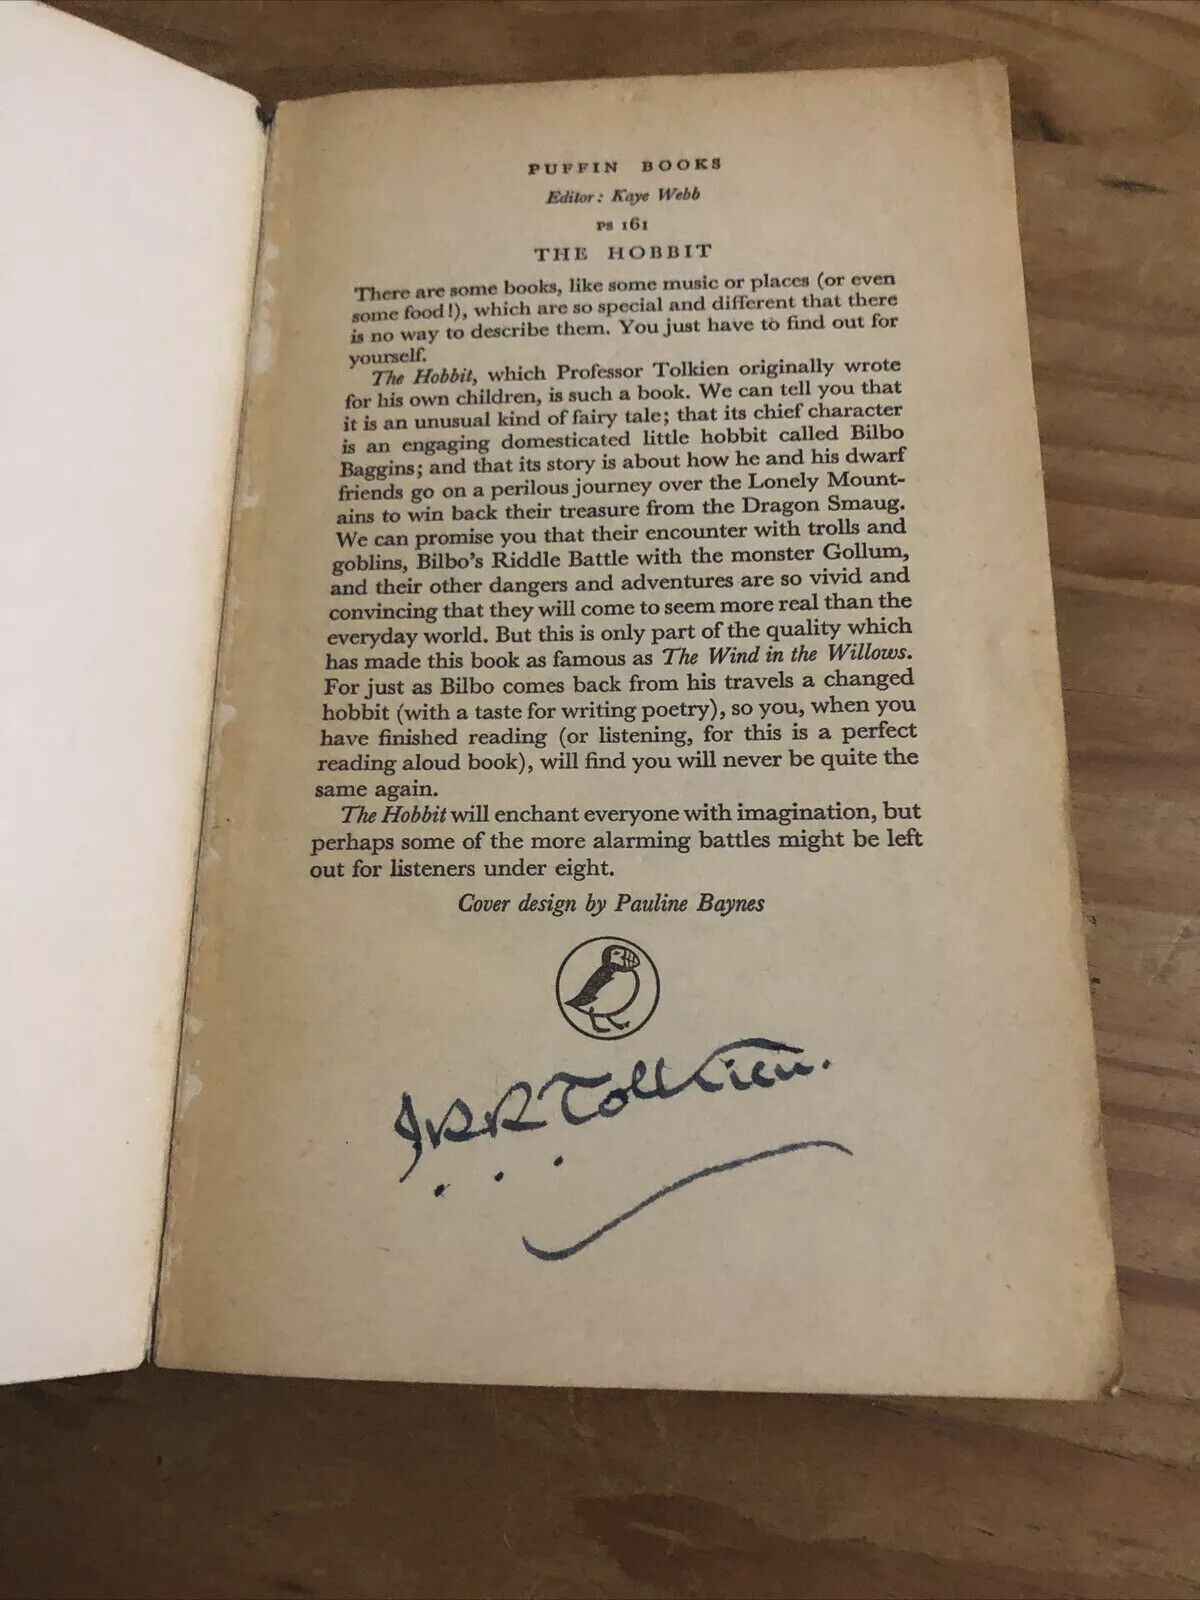 PUFFIN BOOKS
Editor: Kaye Webb
PS 161
THE HOBBIT
There are some books, like some music or places (or even
some food!), which are so special and different that there
is no way to describe them. You just have to find out for
yourself.
The Hobbit, which Professor Tolkien originally wrote
for his own children, is such a book. We can tell you that
it is an unusual kind of fairy tale; that its chief character
is an engaging domesticated little hobbit called Bilbo
Baggins; and that its story is about how he and his dwarf
friends go on a perilous journey over the Lonely Mount-
ains to win back their treasure from the Dragon Smaug.
We can promise you that their encounter with trolls and
goblins, Bilbo's Riddle Battle with the monster Gollum,
and their other dangers and adventures are so vivid and
convincing that they will come to seem more real than the
everyday world. But this is only part of the quality which
has made this book as famous as The Wind in the Willows.
For just as Bilbo comes back from his travels a changed
hobbit (with a taste for writing poetry), so you, when you
have finished reading (or listening, for this is a perfect
reading aloud book), will find you will never be quite the
same again.
The Hobbit will enchant everyone with imagination, but
perhaps some of the more alarming battles might be left
out for listeners under eight.
Cover design by Pauline Baynes
JRRTolkien.